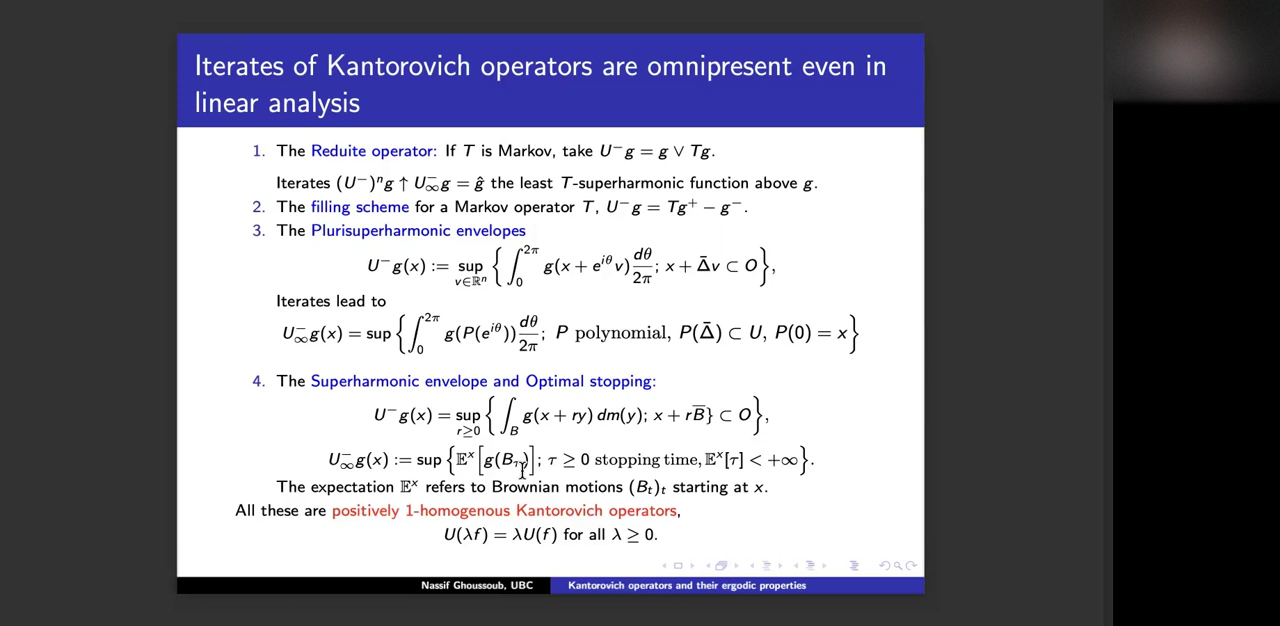 Iterates of Kantorovich operators are omnipresent even in
linear analysis
1. The Reduite operator: If T is Markov, take U⁻g = g ∨ Tg.
Iterates (U⁻)ⁿg ↑ U⁻∞g = ĝ the least T-superharmonic function above g.
2. The filling scheme for a Markov operator T, U⁻g = Tg⁺ − g⁻.
3. The Plurisuperharmonic envelopes
U⁻g(x) := sup_{v∈ℝⁿ} { ∫₀^{2π} g(x + e^{iθ}v) dθ/2π; x + Δ̄v ⊂ O },
Iterates lead to
U⁻∞g(x) = sup { ∫₀^{2π} g(P(e^{iθ})) dθ/2π; P polynomial, P(Δ̄) ⊂ U, P(0) = x }
4. The Superharmonic envelope and Optimal stopping:
U⁻g(x) = sup_{r≥0} { ∫_B g(x + ry) dm(y); x + rB̄} ⊂ O },
U⁻∞g(x) := sup { 𝔼ˣ[g(B_τ)]; τ ≥ 0 stopping time, 𝔼ˣ[τ] < +∞ }.
The expectation 𝔼ˣ refers to Brownian motions (Bₜ)ₜ starting at x.
All these are positively 1-homogenous Kantorovich operators,
U(λf) = λU(f) for all λ ≥ 0.
Nassif Ghoussoub, UBC Kantorovich operators and their ergodic properties